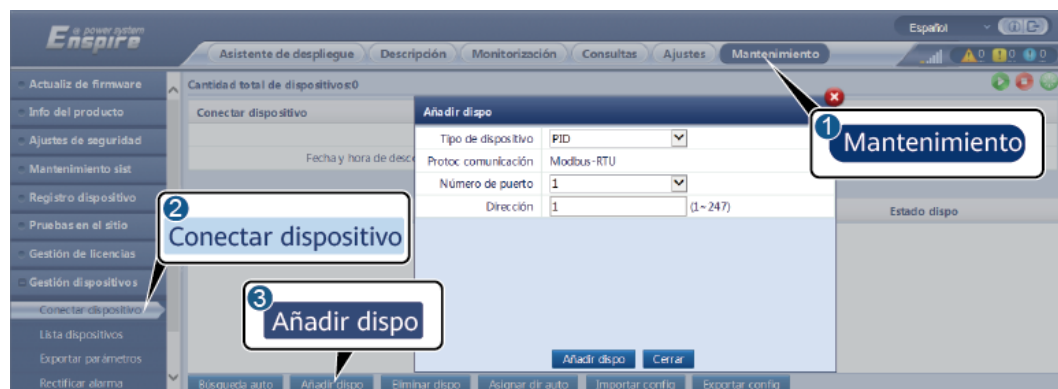 e power system
Enspire
Español
Asistente de despliegue Descripción Monitorización Consultas Ajustes Mantenimiento
0 0 0
Actualiz de firmware
Cantidad total de dispositivos:0
Info del producto
Conectar dispositivo
Añadir dispo
1
Mantenimiento
Ajustes de seguridad
Tipo de dispositivo PID
Fecha y hora de desc
Protoc comunicación Modbus-RTU
Mantenimiento sist
Número de puerto 1
Registro dispositivo
Dirección 1 (1~247)
Estado dispo
2
Conectar dispositivo
Pruebas en el sitio
Gestión de licencias
Gestión dispositivos
Conectar dispositivo
3
Añadir dispo
Lista dispositivos
Exportar parámetros
Añadir dispo Cerrar
Rectificar alarma
Búsqueda auto Añadir dispo Eliminar dispo Asignar dir auto Importar config Exportar config